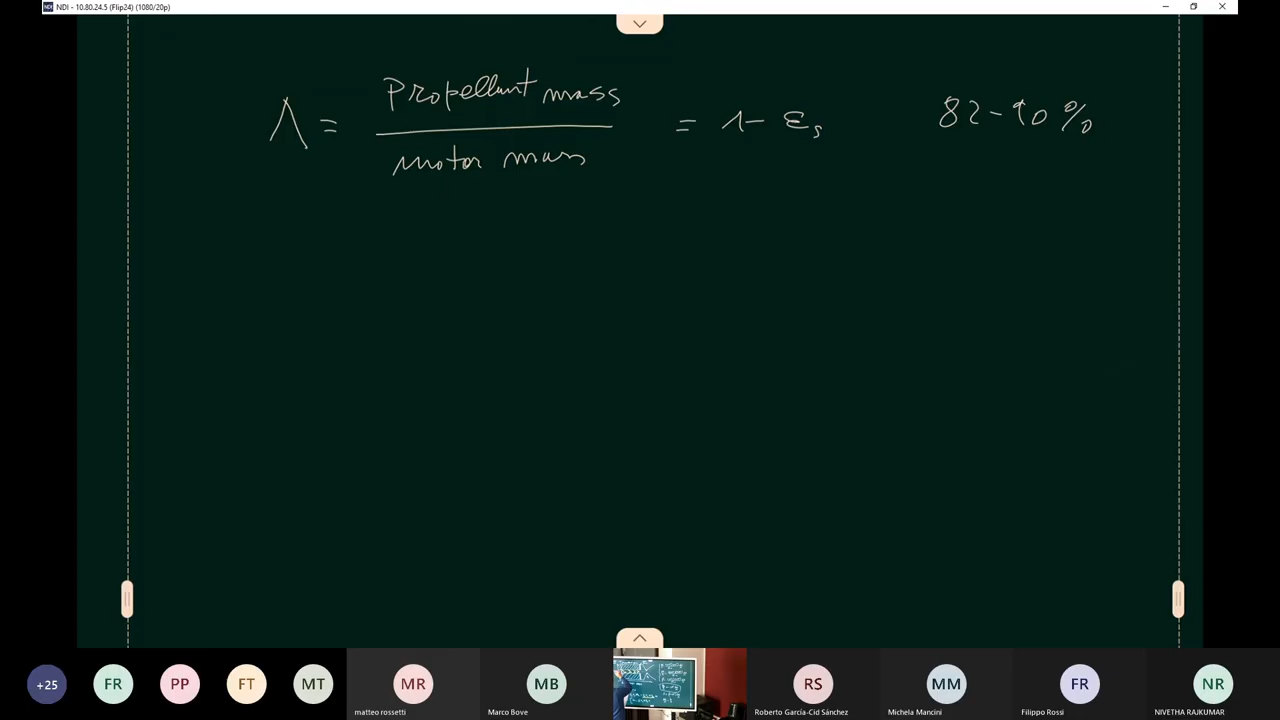 NDI - 10.80.24.5 (Flip24) (1080/20p)
Λ = Propellant mass / motor mass = 1 - εs 82-90%
+25 FR PP FT MT MR MB RS MM FR NR
matteo rossetti Marco Bove Roberto García-Cid Sánchez Michela Mancini Filippo Rossi NIVETHA RAJKUMAR